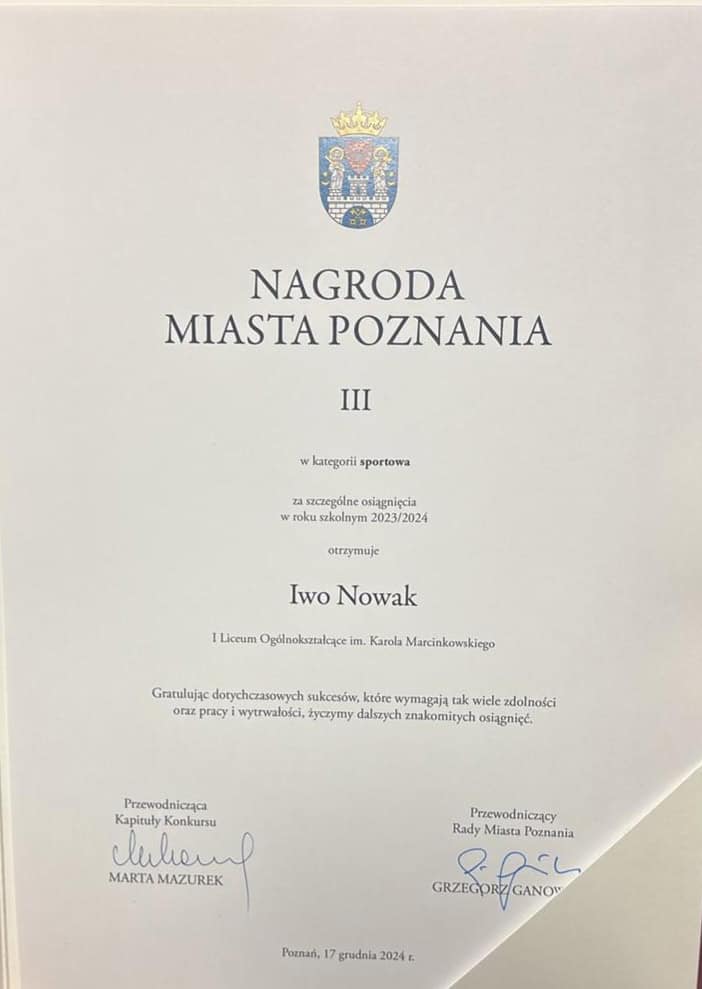 NAGRODA
MIASTA POZNANIA
III
w kategorii sportowa
za szczególne osiągnięcia
w roku szkolnym 2023/2024
otrzymuje
Iwo Nowak
I Liceum Ogólnokształcące im. Karola Marcinkowskiego
Gratulując dotychczasowych sukcesów, które wymagają tak wiele zdolności
oraz pracy i wytrwałości, życzymy dalszych znakomitych osiągnięć.
Przewodnicząca
Kapituły Konkursu
MARTA MAZUREK
Przewodniczący
Rady Miasta Poznania
GRZEGORZ
Poznań, 17 grudnia 2024 r.